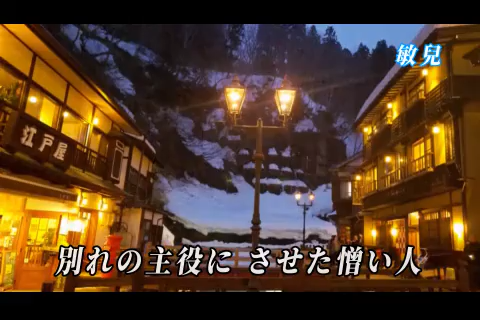 敏兒
江戸屋
別れの主役に させた憎い人